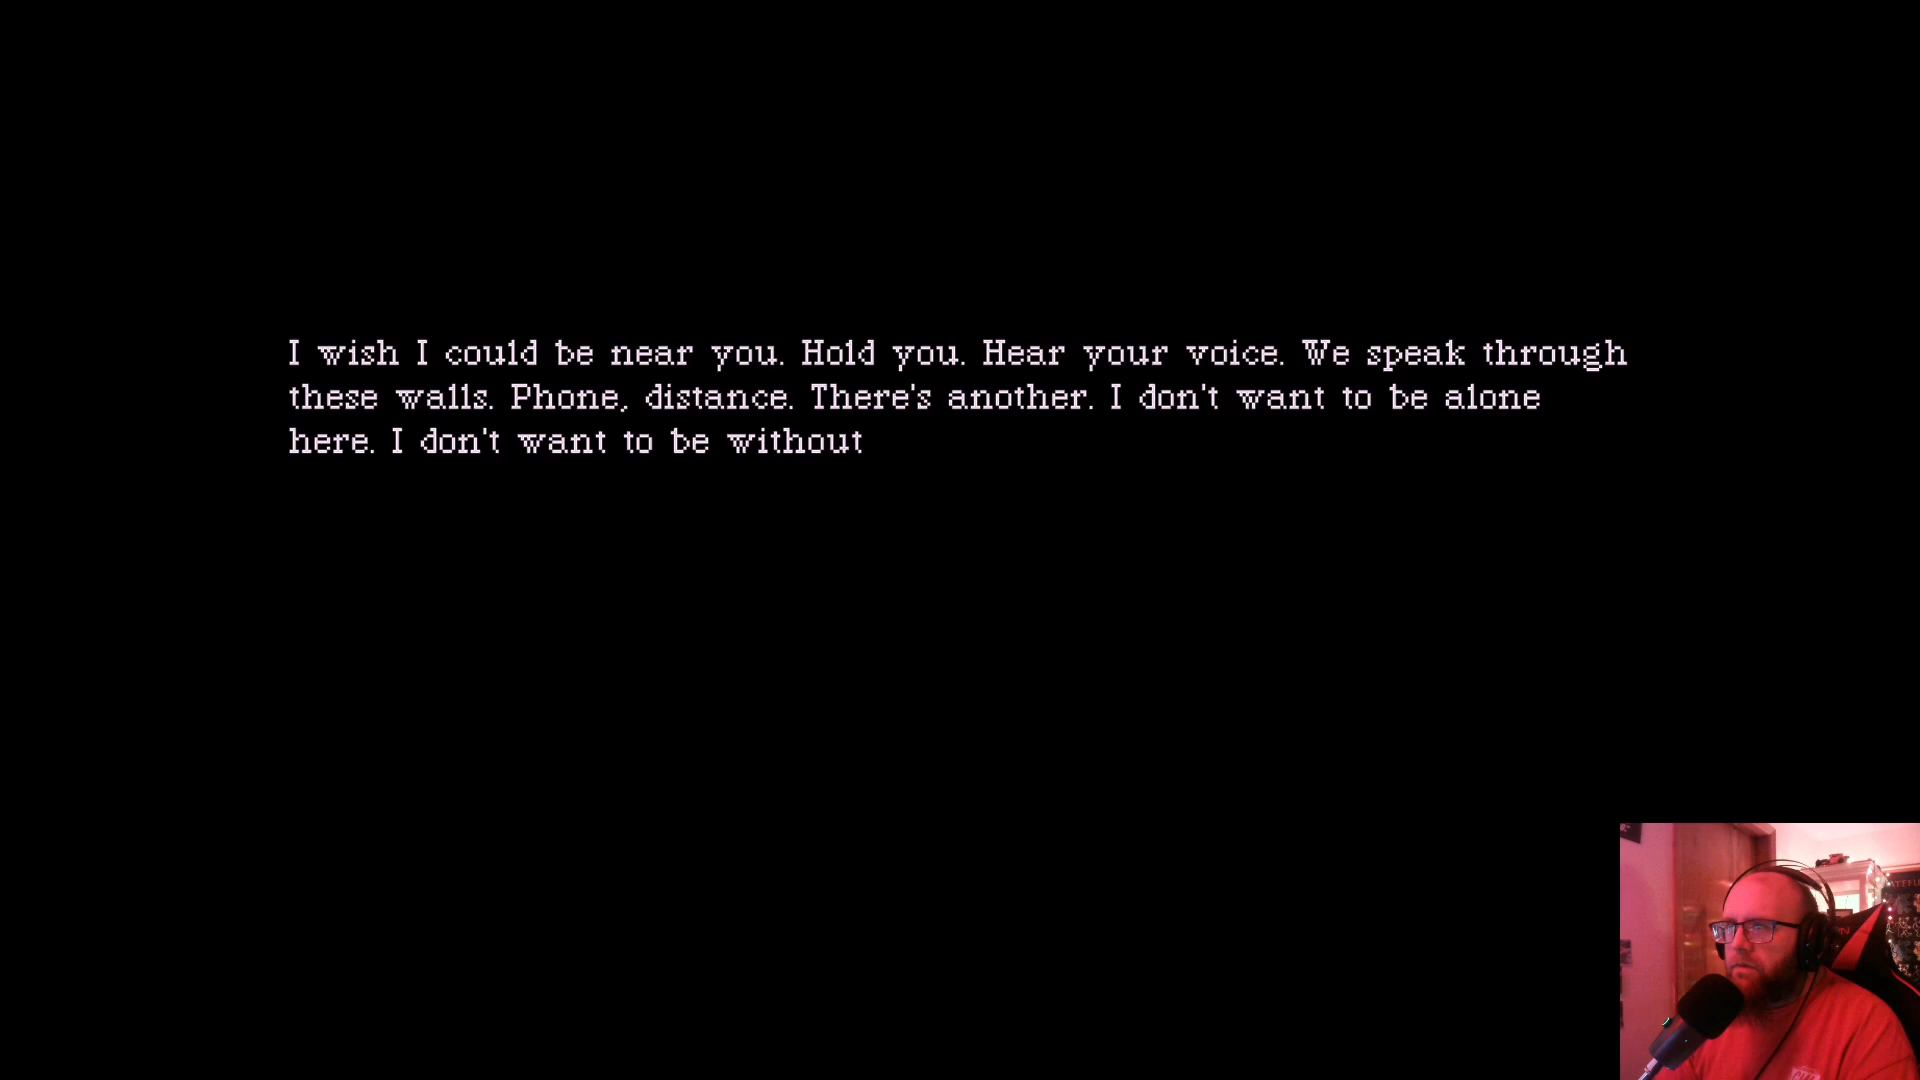 I wish I could be near you. Hold you. Hear your voice. We speak through
these walls. Phone, distance. There's another. I don't want to be alone
here. I don't want to be without